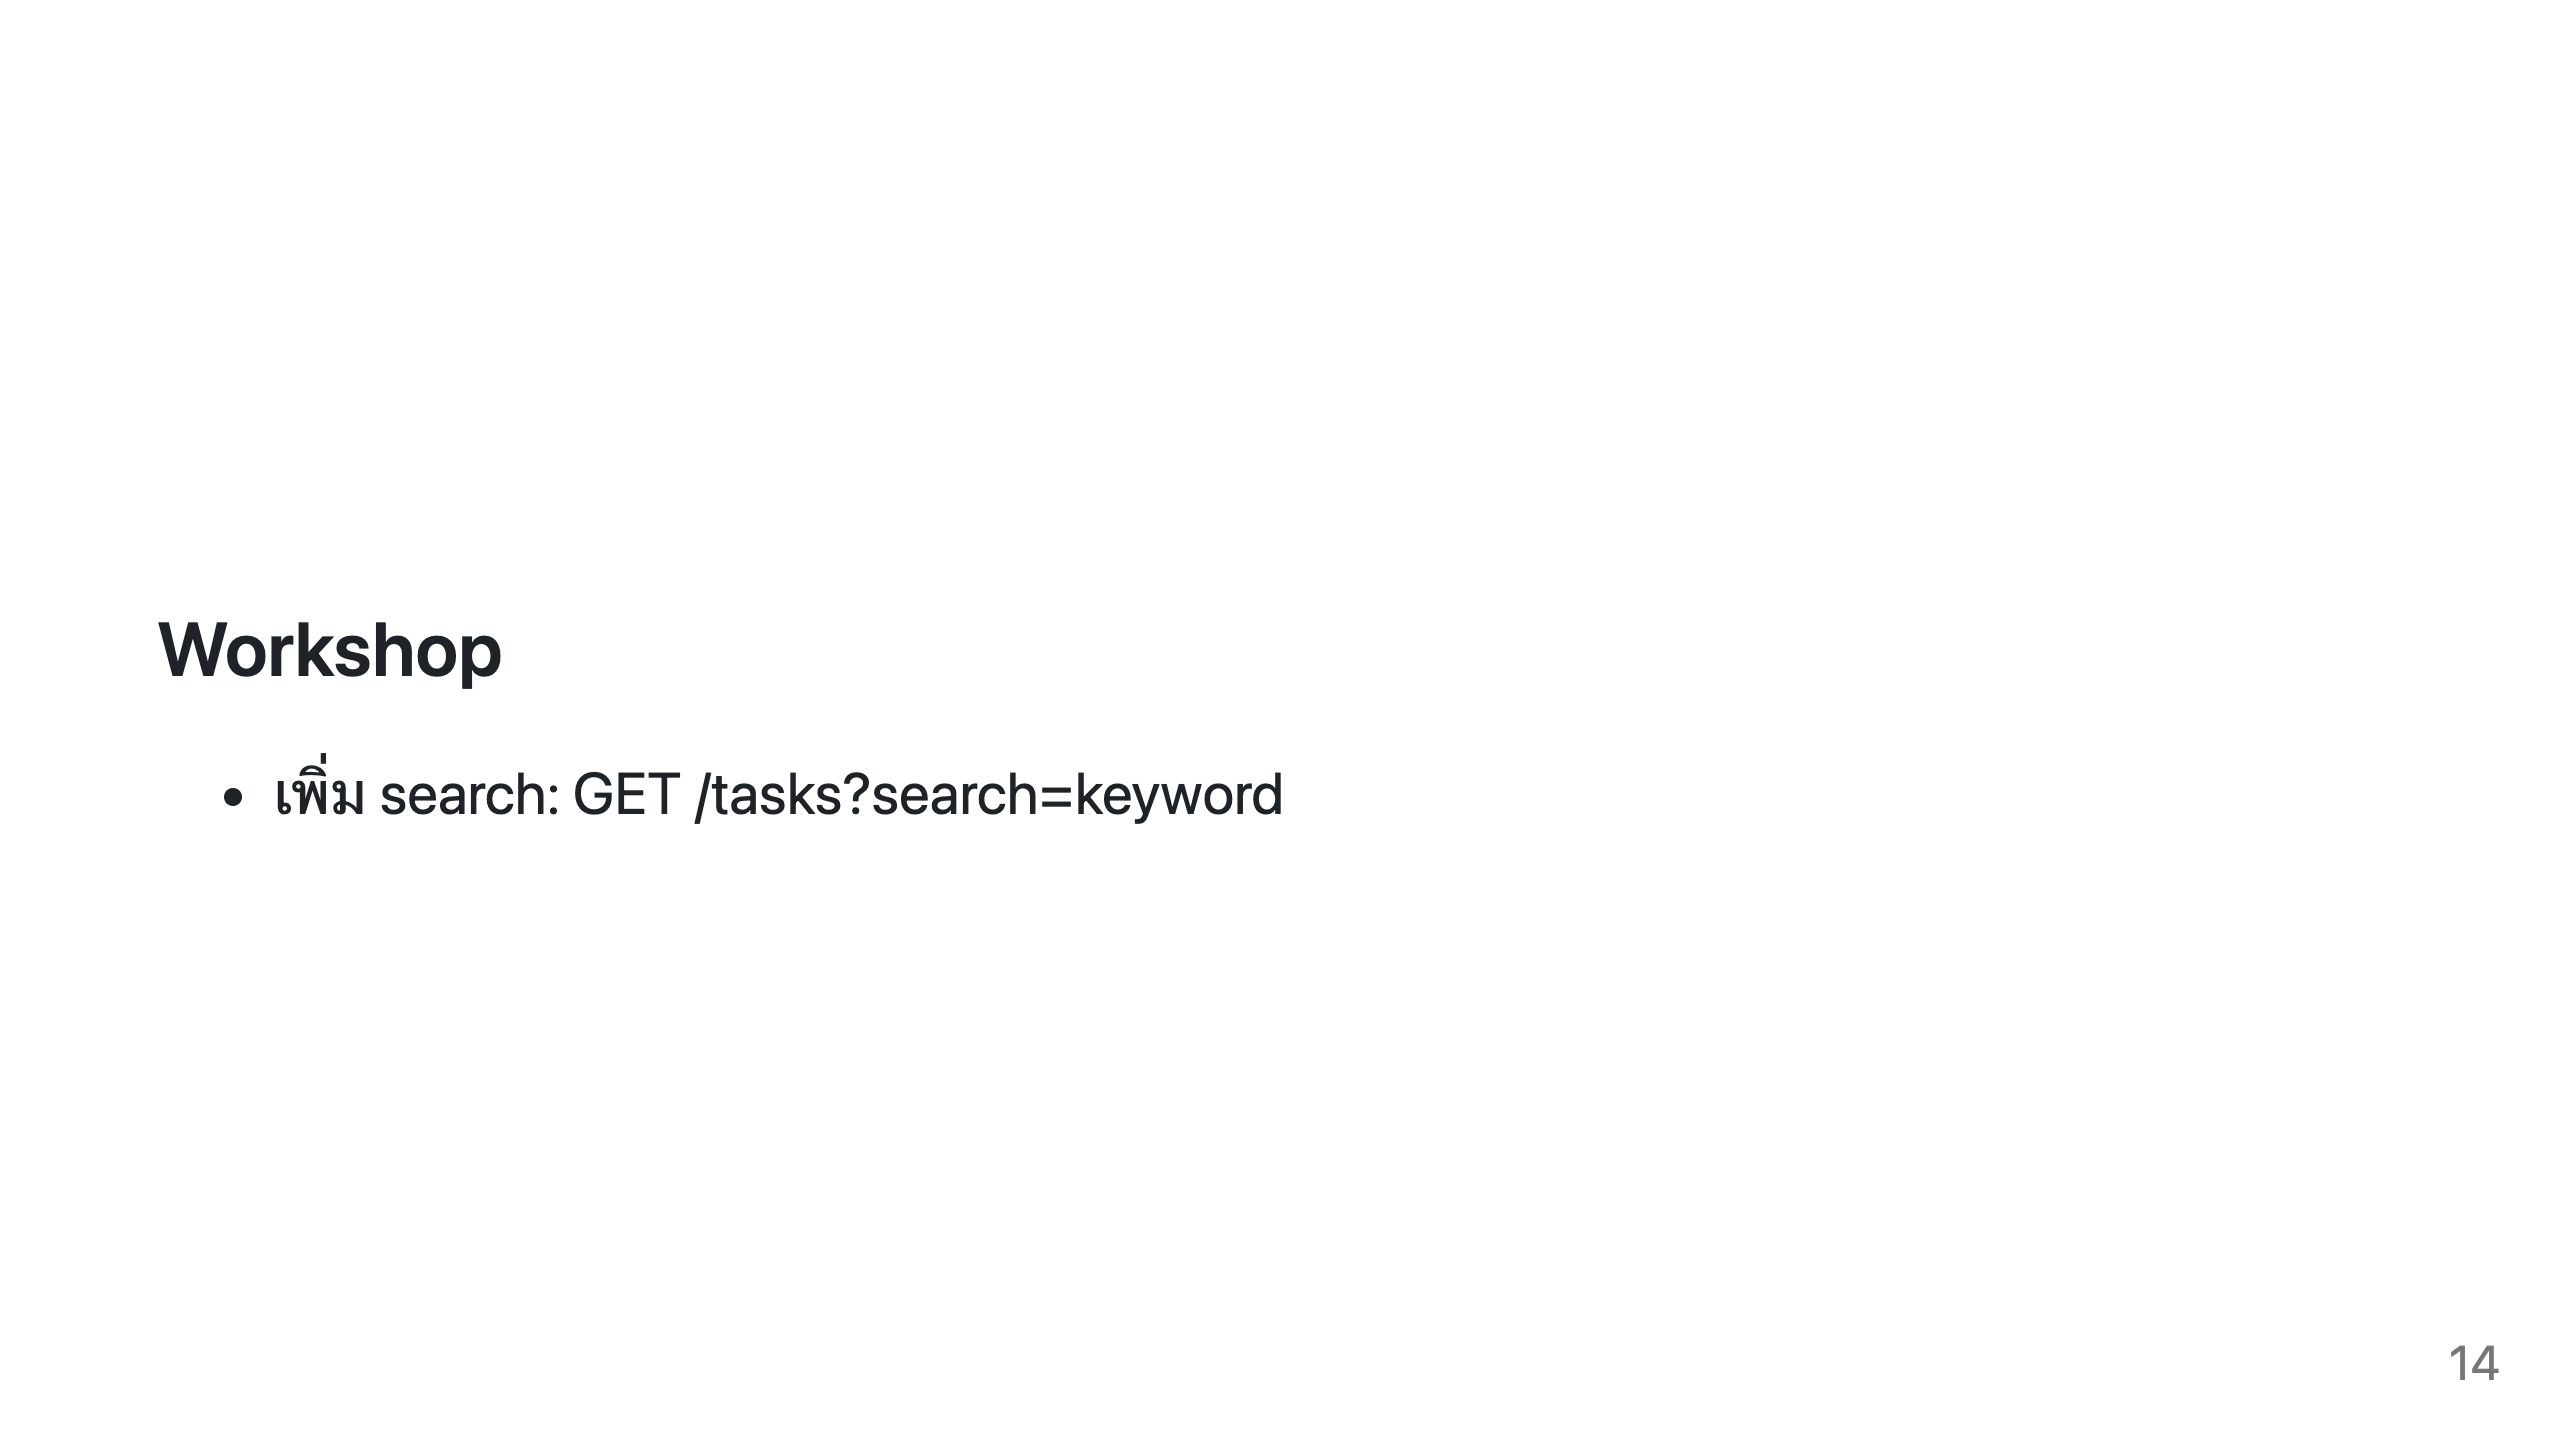 Workshop
• เพิ่ม search: GET /tasks?search=keyword
14